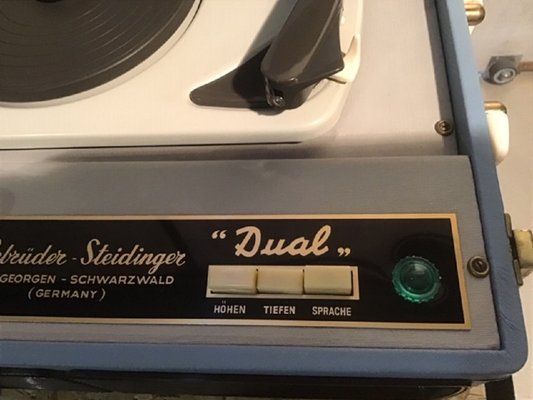 brüder - Steidinger
GEORGEN - SCHWARZWALD
(GERMANY)
"Dual"
HÖHEN TIEFEN SPRACHE